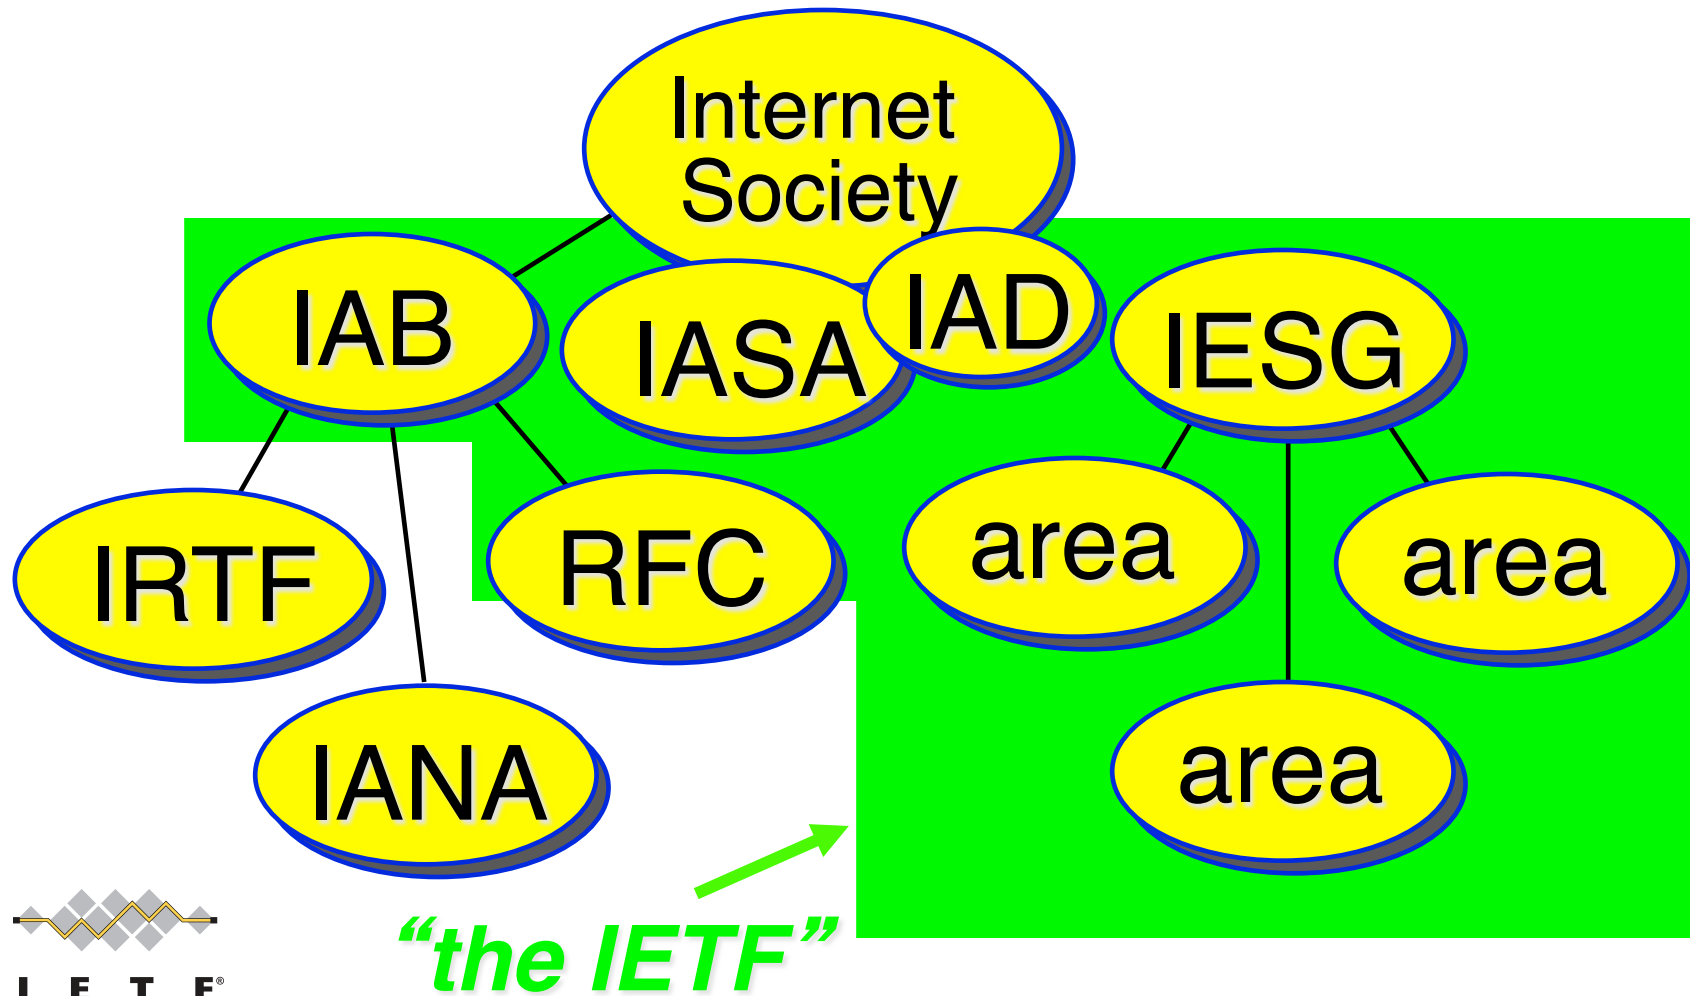 Internet
Society
IAB
IASA
IAD
IESG
IRTF
RFC
area
area
IANA
area
“the IETF”
I E T F®